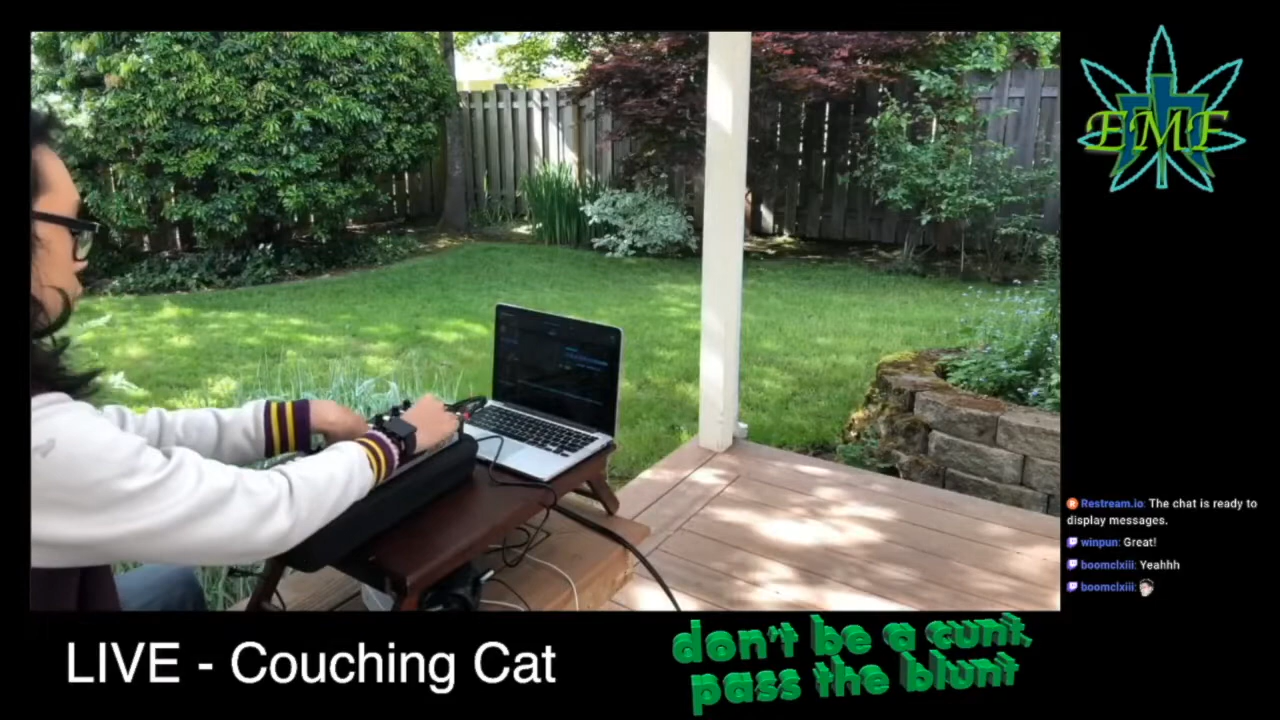 EMF
Restream.io: The chat is ready to
display messages.
winpun: Great!
boomclxiii: Yeahhh
boomclxiii:
LIVE - Couching Cat
don't be a cunt,
pass the blunt